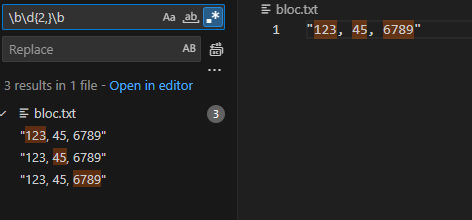 \b\d{2,}\b
Aa ab .*
Replace AB
...
3 results in 1 file - Open in editor
bloc.txt 3
"123, 45, 6789"
"123, 45, 6789"
"123, 45, 6789"
bloc.txt
1 "123, 45, 6789"